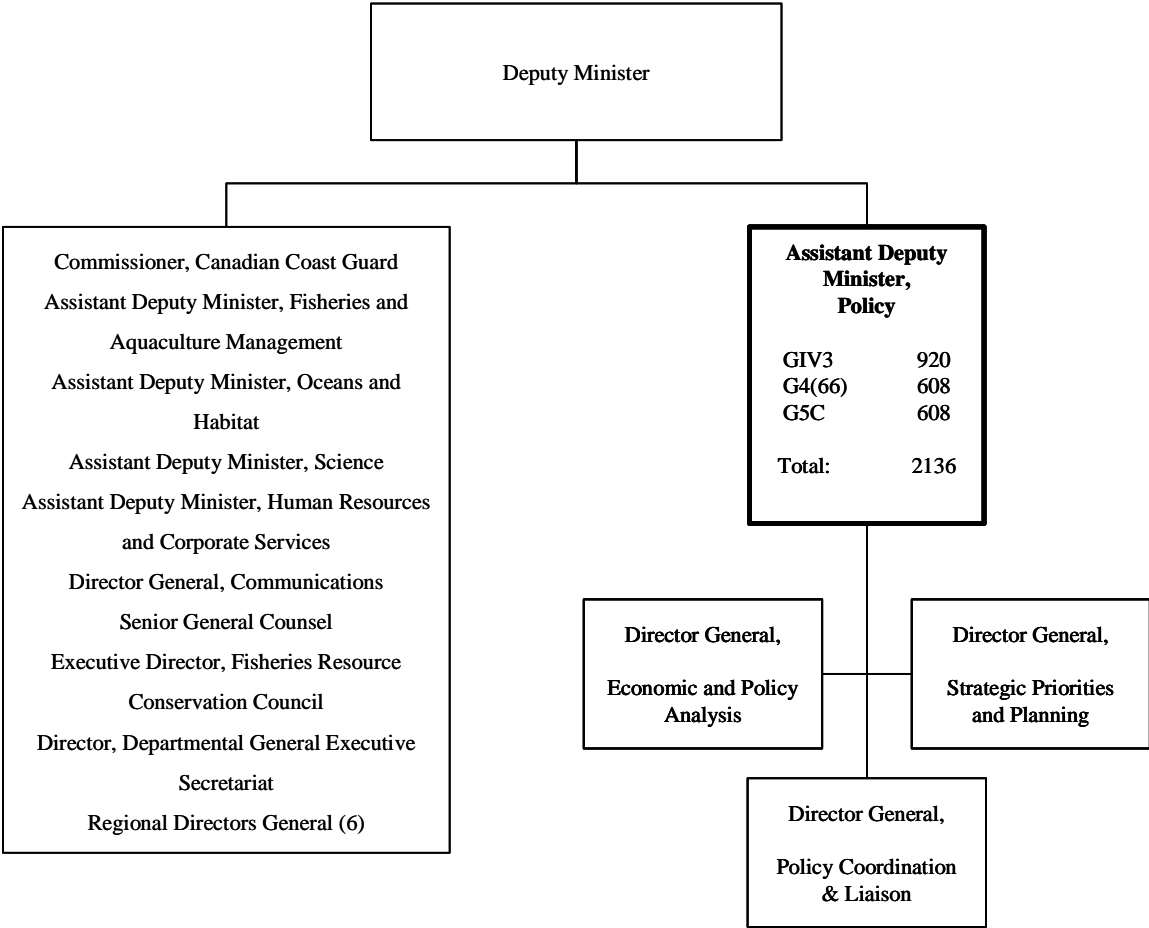 Deputy Minister
Commissioner, Canadian Coast Guard
Assistant Deputy Minister, Fisheries and
Aquaculture Management
Assistant Deputy Minister, Oceans and
Habitat
Assistant Deputy Minister, Science
Assistant Deputy Minister, Human Resources
and Corporate Services
Director General, Communications
Senior General Counsel
Executive Director, Fisheries Resource
Conservation Council
Director, Departmental General Executive
Secretariat
Regional Directors General (6)
Assistant Deputy
Minister,
Policy
GIV3 920
G4(66) 608
G5C 608
Total: 2136
Director General,
Economic and Policy
Analysis
Director General,
Strategic Priorities
and Planning
Director General,
Policy Coordination
& Liaison